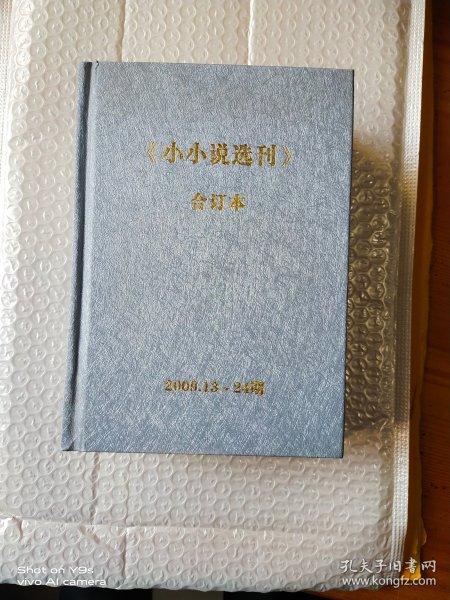 《小小说选刊》
合订本
2009.13-24期
Shot on Y9s
vivo AI camera
孔夫子旧书网
www.kongfz.com